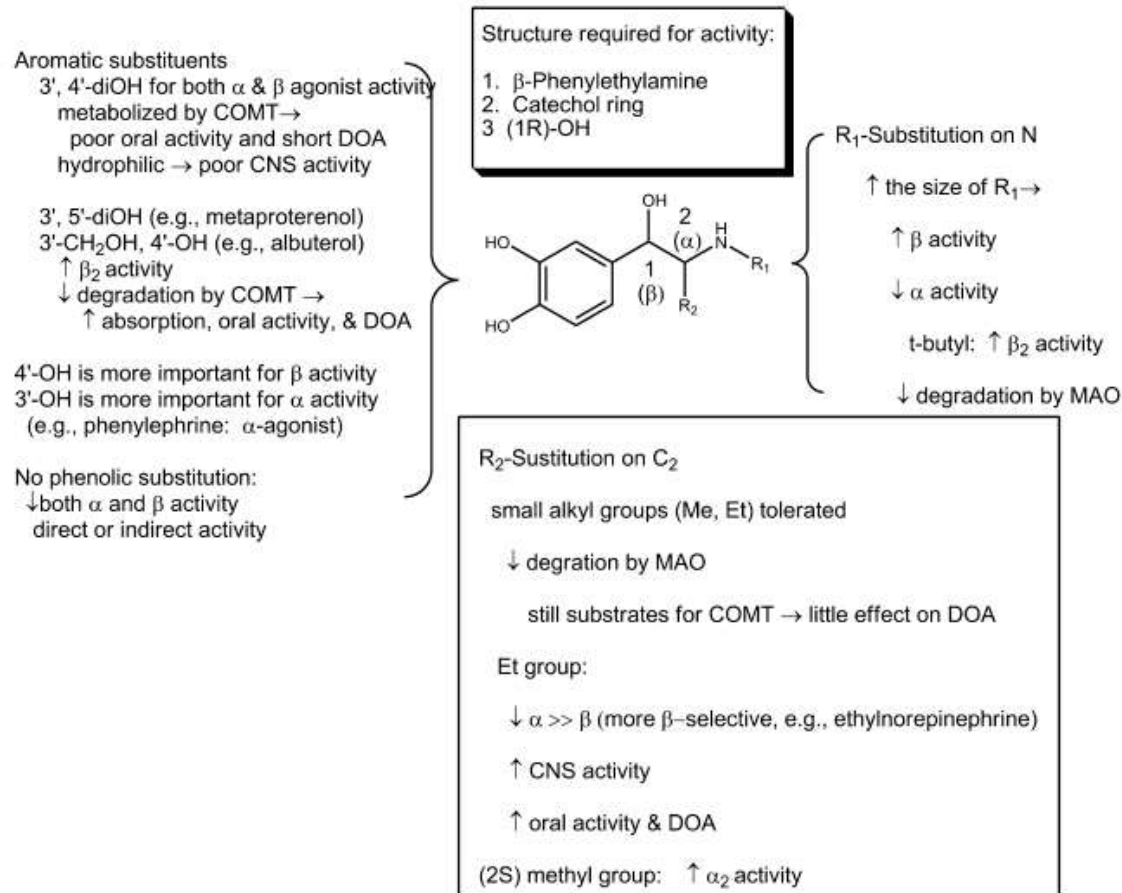 Structure required for activity:
1. β-Phenylethylamine
2. Catechol ring
3 (1R)-OH
Aromatic substituents
3', 4'-diOH for both α & β agonist activity
metabolized by COMT→
poor oral activity and short DOA
hydrophilic → poor CNS activity
3', 5'-diOH (e.g., metaproterenol)
3'-CH₂OH, 4'-OH (e.g., albuterol)
↑ β₂ activity
↓ degradation by COMT →
↑ absorption, oral activity, & DOA
4'-OH is more important for β activity
3'-OH is more important for α activity
(e.g., phenylephrine: α-agonist)
No phenolic substitution:
↓both α and β activity
direct or indirect activity
OH
2
(α)
H
N
R₁
HO
1
(β)
R₂
HO
R₁-Substitution on N
↑ the size of R₁→
↑ β activity
↓ α activity
t-butyl: ↑ β₂ activity
↓ degradation by MAO
R₂-Sustitution on C₂
small alkyl groups (Me, Et) tolerated
↓ degration by MAO
still substrates for COMT → little effect on DOA
Et group:
↓ α >> β (more β−selective, e.g., ethylnorepinephrine)
↑ CNS activity
↑ oral activity & DOA
(2S) methyl group: ↑ α₂ activity